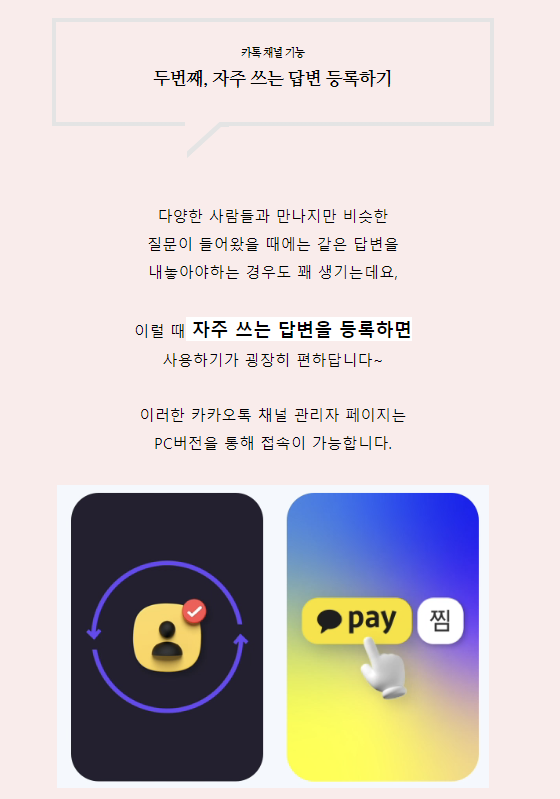 카톡 채널 기능
두번째, 자주 쓰는 답변 등록하기
다양한 사람들과 만나지만 비슷한
질문이 들어왔을 때에는 같은 답변을
내놓아야하는 경우도 꽤 생기는데요,
이럴 때 자주 쓰는 답변을 등록하면
사용하기가 굉장히 편하답니다~
이러한 카카오톡 채널 관리자 페이지는
PC버전을 통해 접속이 가능합니다.
pay 찜